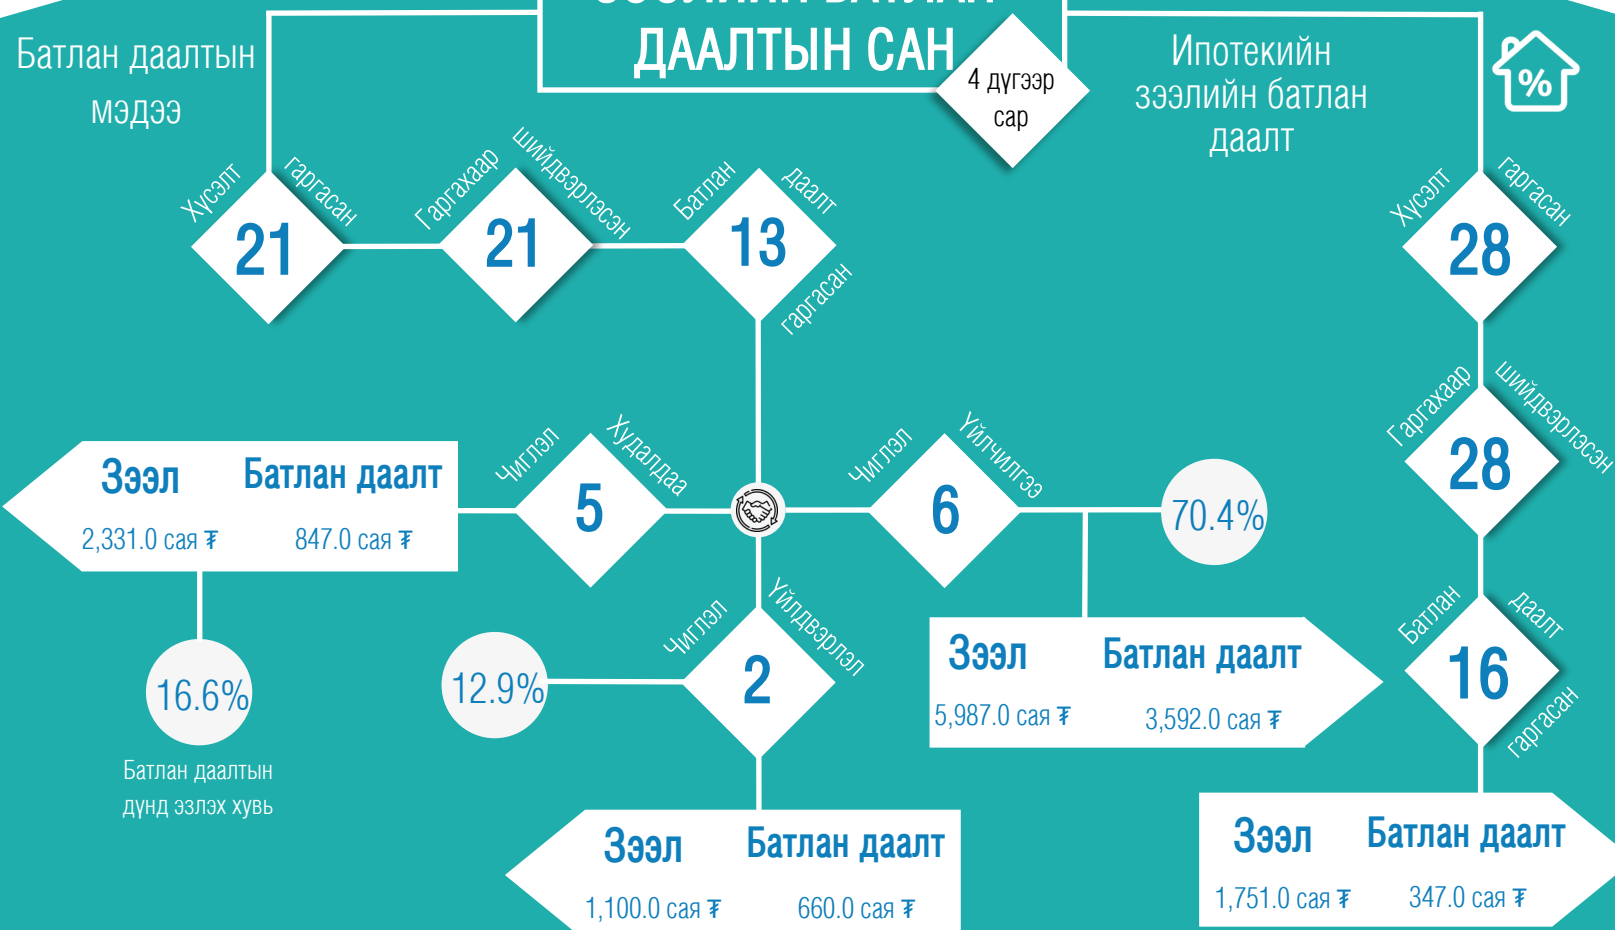 ЗЭЭЛИЙН БАТЛАН
ДААЛТЫН САН
4 дүгээр
сар
Батлан даалтын
мэдээ
Хүсэлт гаргасан
21
Гаргахаар шийдвэрлэсэн
21
Батлан даалт
13
гаргасан
Чиглэл Худалдаа
5
Зээл Батлан даалт
2,331.0 сая ₮ 847.0 сая ₮
16.6%
Батлан даалтын
дүнд эзлэх хувь
Чиглэл Үйлчилгээ
6
70.4%
Зээл Батлан даалт
5,987.0 сая ₮ 3,592.0 сая ₮
Чиглэл Үйлдвэрлэл
2
12.9%
Зээл Батлан даалт
1,100.0 сая ₮ 660.0 сая ₮
Ипотекийн
зээлийн батлан
даалт
%
Хүсэлт гаргасан
28
Гаргахаар шийдвэрлэсэн
28
Батлан даалт
16
гаргасан
Зээл Батлан даалт
1,751.0 сая ₮ 347.0 сая ₮